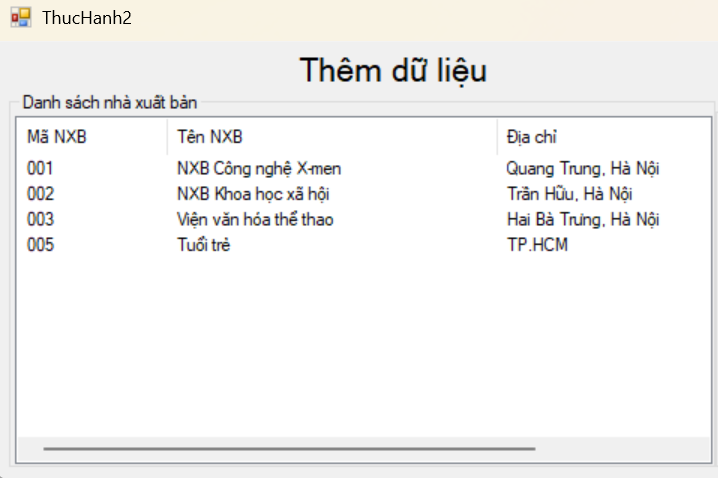 ThucHanh2
Thêm dữ liệu
Danh sách nhà xuất bản
Mã NXB Tên NXB Địa chỉ
001 NXB Công nghệ X-men Quang Trung, Hà Nội
002 NXB Khoa học xã hội Trần Hữu, Hà Nội
003 Viện văn hóa thể thao Hai Bà Trưng, Hà Nội
005 Tuổi trẻ TP.HCM